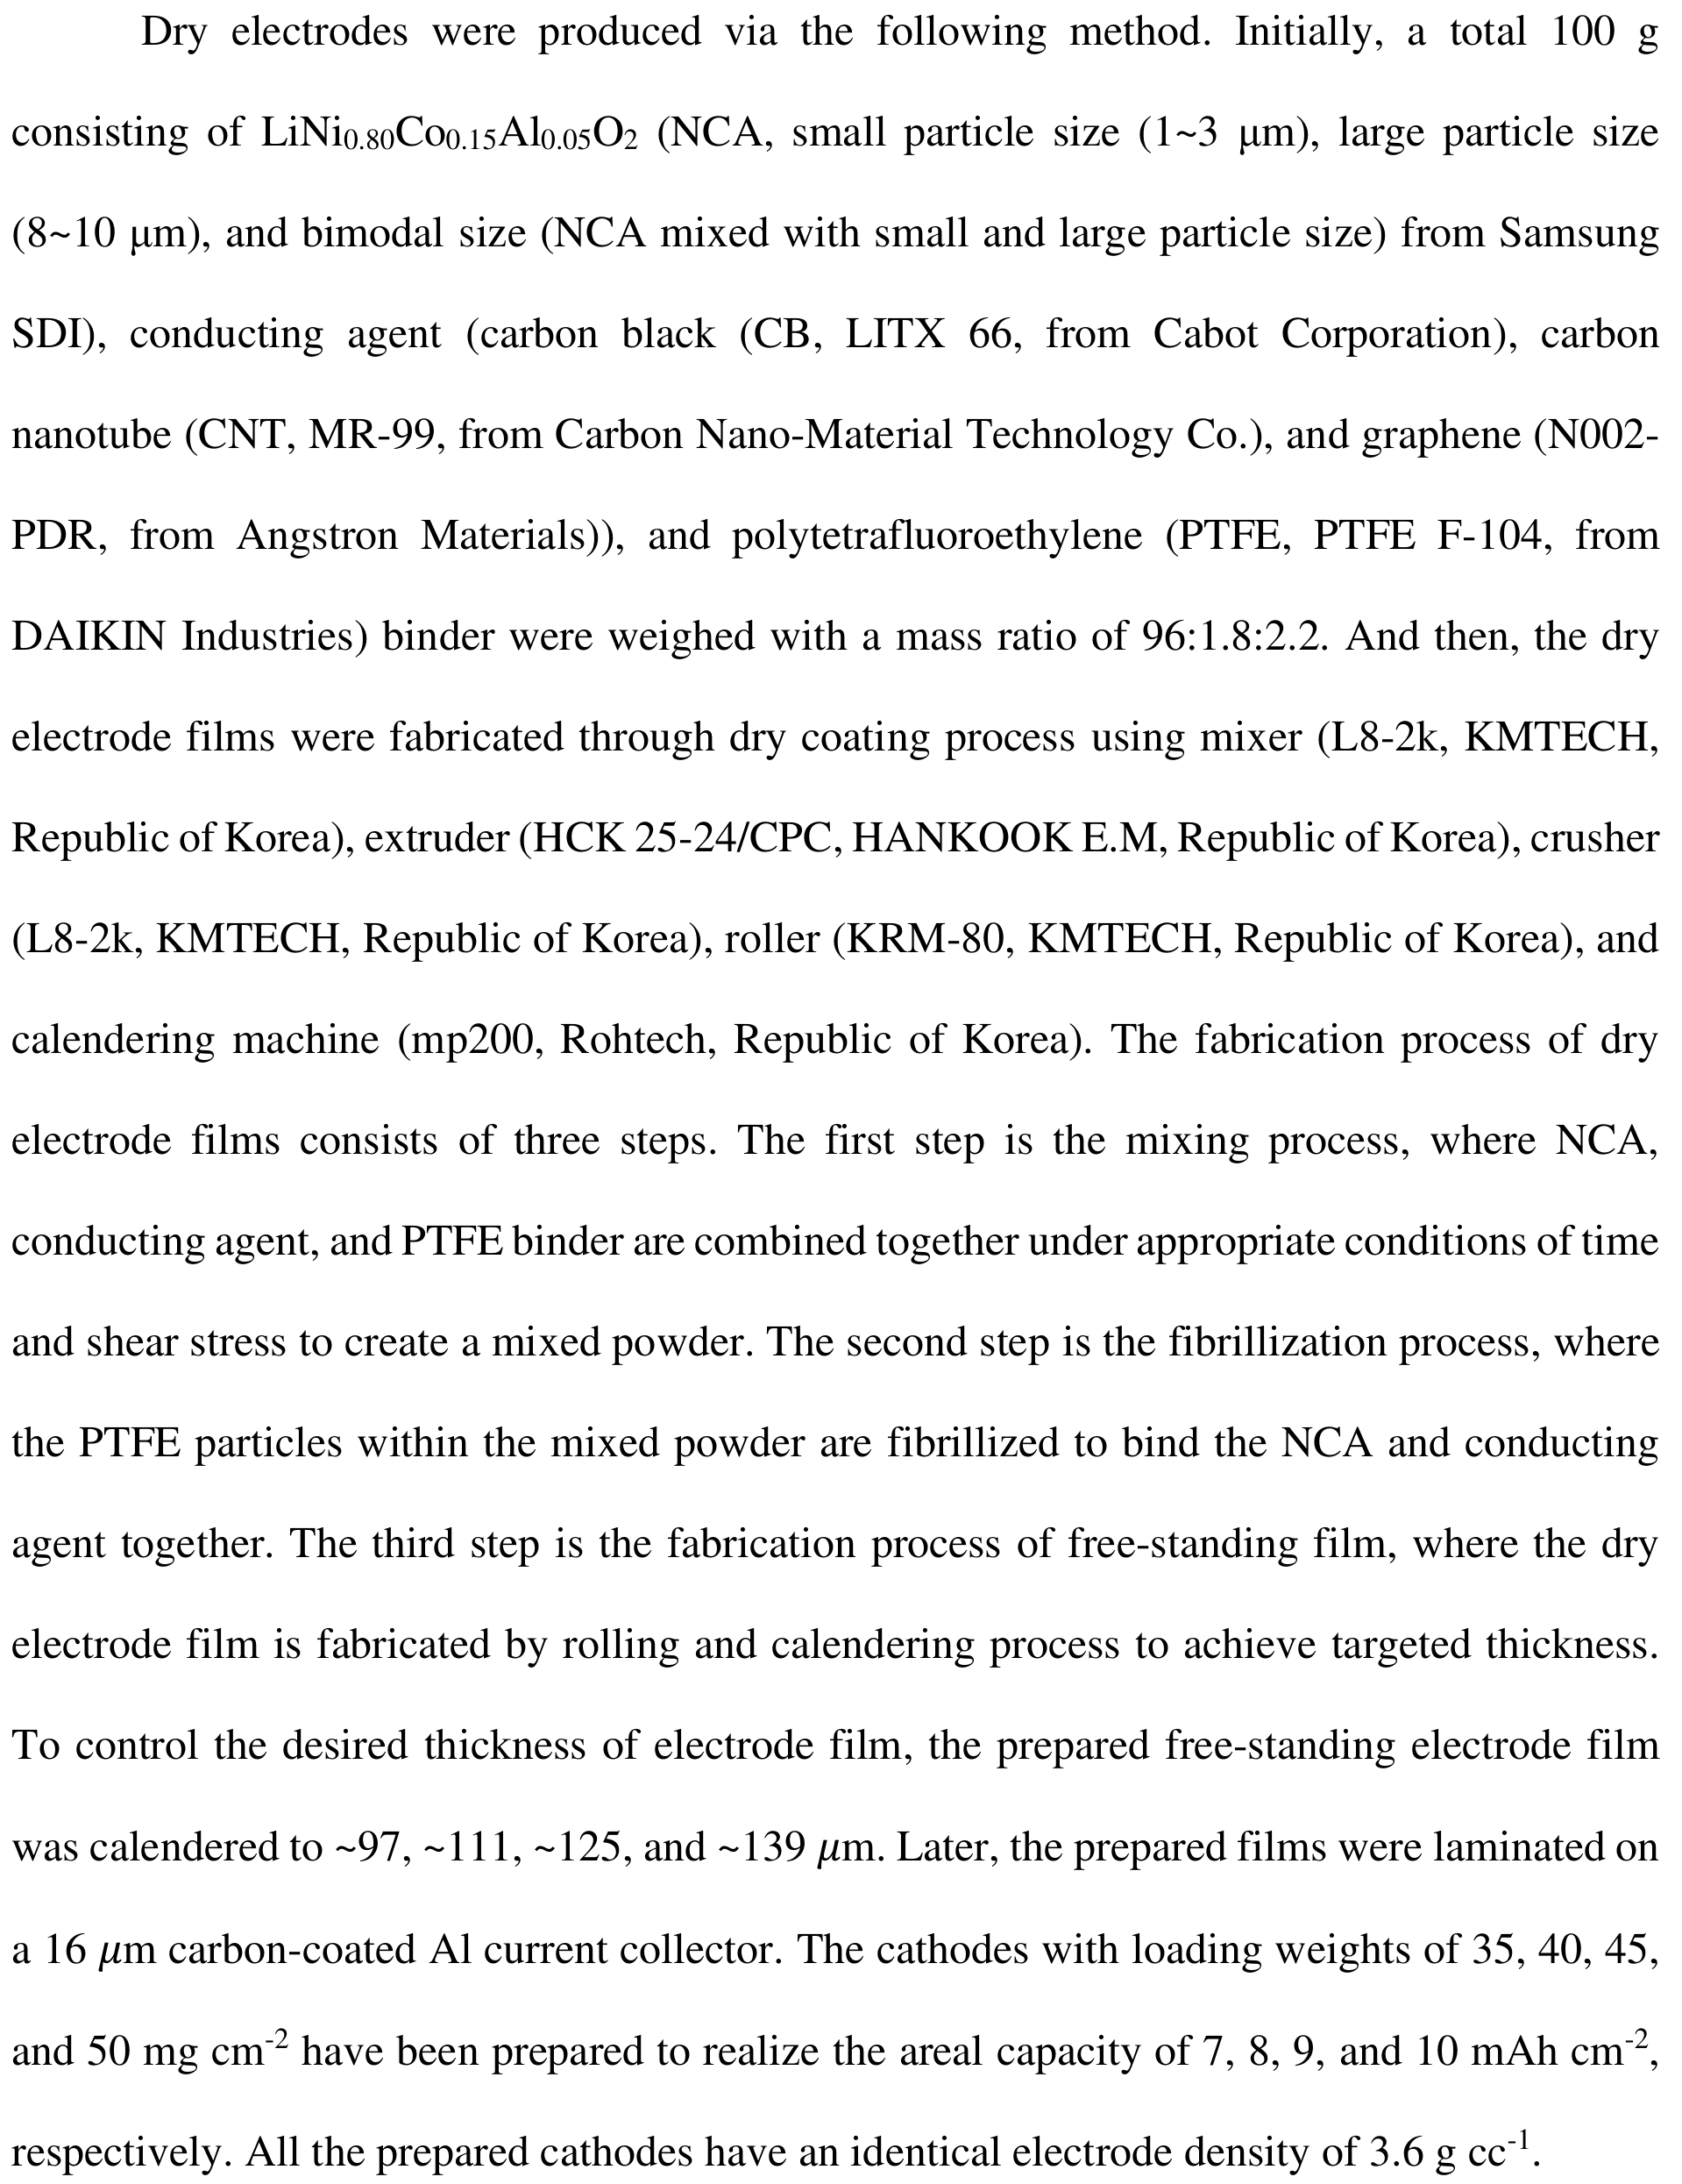 Dry electrodes were produced via the following method. Initially, a total 100 g
consisting of LiNi0.80Co0.15Al0.05O2 (NCA, small particle size (1~3 μm), large particle size
(8~10 μm), and bimodal size (NCA mixed with small and large particle size) from Samsung
SDI), conducting agent (carbon black (CB, LITX 66, from Cabot Corporation), carbon
nanotube (CNT, MR-99, from Carbon Nano-Material Technology Co.), and graphene (N002-
PDR, from Angstron Materials)), and polytetrafluoroethylene (PTFE, PTFE F-104, from
DAIKIN Industries) binder were weighed with a mass ratio of 96:1.8:2.2. And then, the dry
electrode films were fabricated through dry coating process using mixer (L8-2k, KMTECH,
Republic of Korea), extruder (HCK 25-24/CPC, HANKOOK E.M, Republic of Korea), crusher
(L8-2k, KMTECH, Republic of Korea), roller (KRM-80, KMTECH, Republic of Korea), and
calendering machine (mp200, Rohtech, Republic of Korea). The fabrication process of dry
electrode films consists of three steps. The first step is the mixing process, where NCA,
conducting agent, and PTFE binder are combined together under appropriate conditions of time
and shear stress to create a mixed powder. The second step is the fibrillization process, where
the PTFE particles within the mixed powder are fibrillized to bind the NCA and conducting
agent together. The third step is the fabrication process of free-standing film, where the dry
electrode film is fabricated by rolling and calendering process to achieve targeted thickness.
To control the desired thickness of electrode film, the prepared free-standing electrode film
was calendered to ~97, ~111, ~125, and ~139 μm. Later, the prepared films were laminated on
a 16 μm carbon-coated Al current collector. The cathodes with loading weights of 35, 40, 45,
and 50 mg cm-2 have been prepared to realize the areal capacity of 7, 8, 9, and 10 mAh cm-2,
respectively. All the prepared cathodes have an identical electrode density of 3.6 g cc-1.